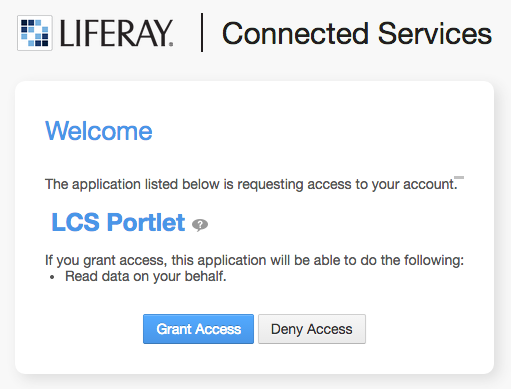 LIFERAY. Connected Services
Welcome
The application listed below is requesting access to your account.
LCS Portlet ?
If you grant access, this application will be able to do the following:
• Read data on your behalf.
Grant Access Deny Access